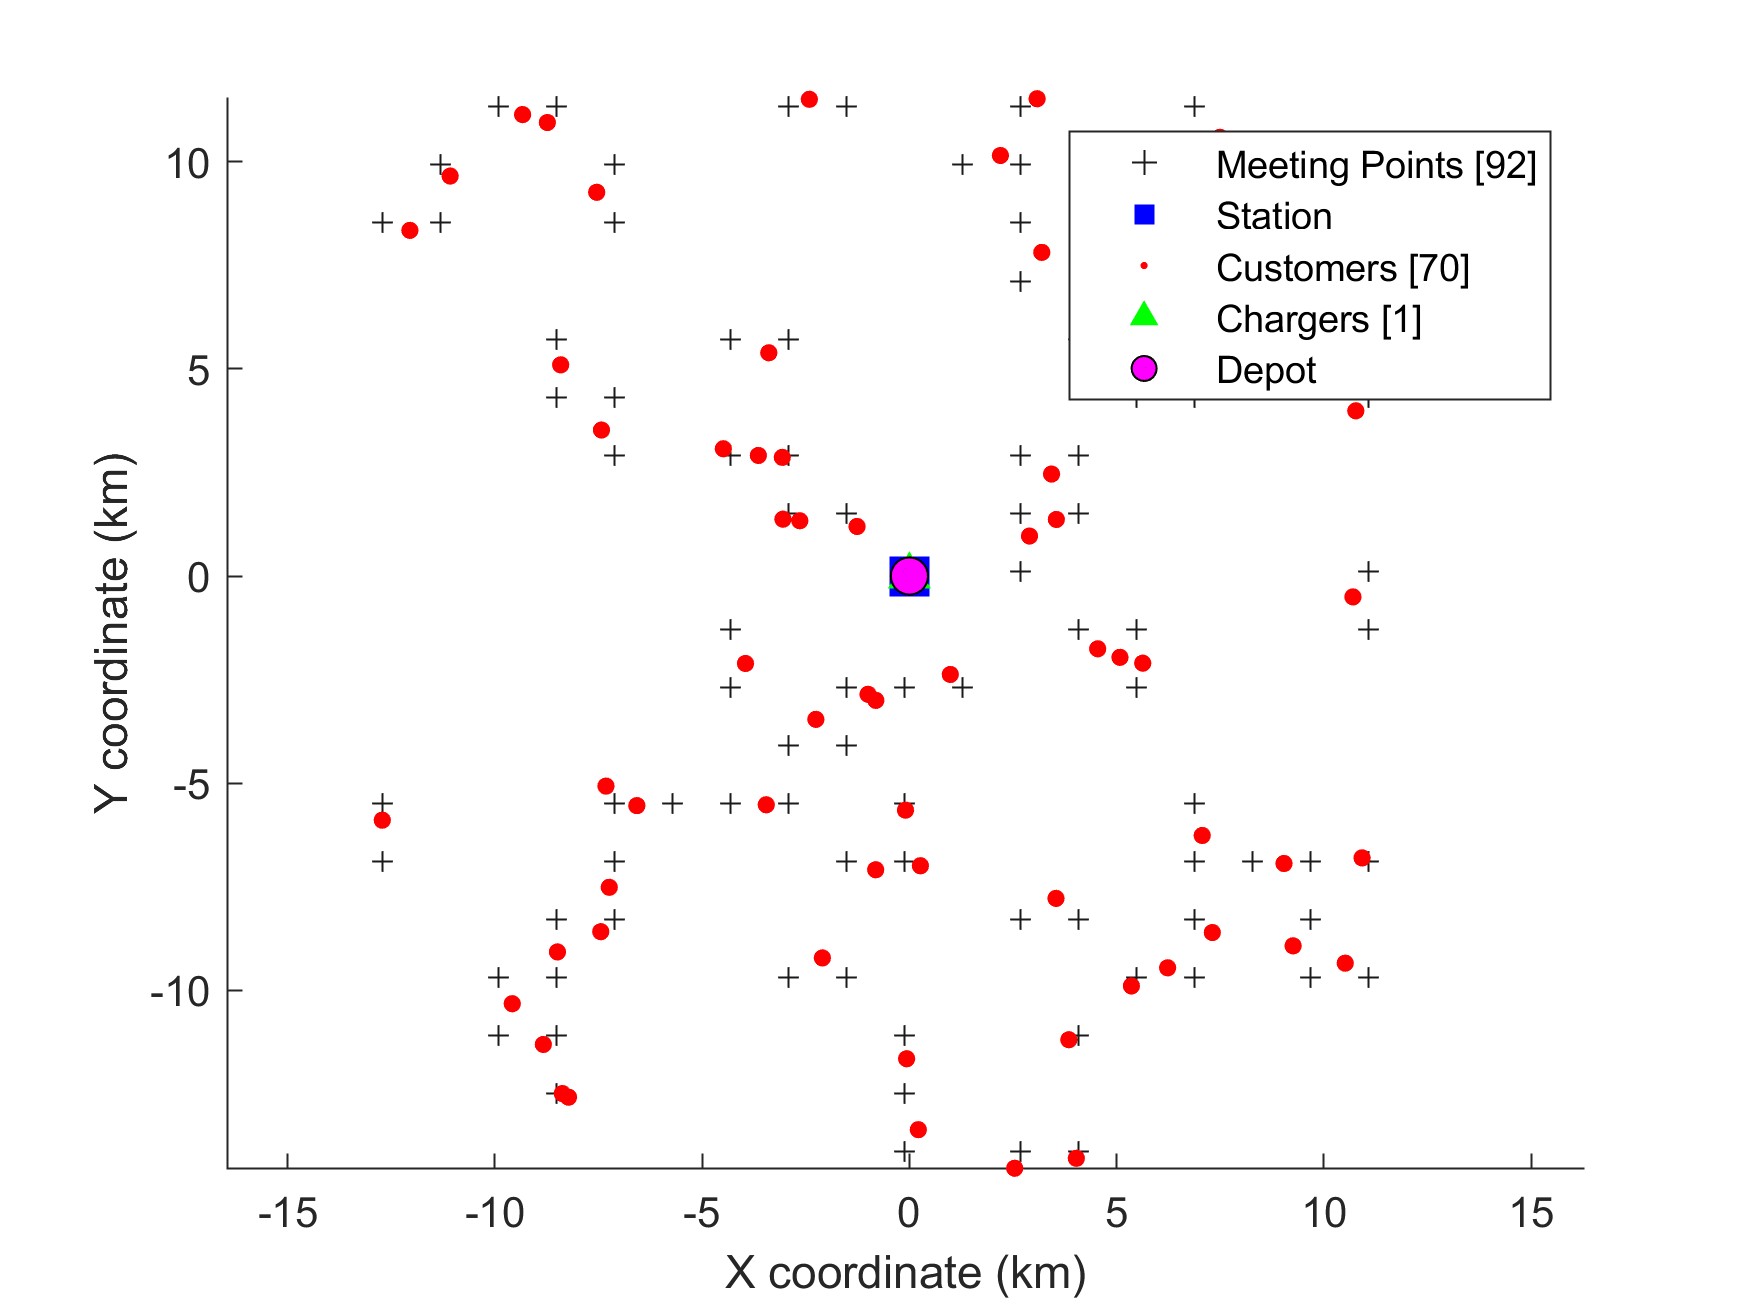 10
5
0
-5
-10
Y coordinate (km)
Meeting Points [92]
Station
Customers [70]
Chargers [1]
Depot
-15 -10 -5 0 5 10 15
X coordinate (km)